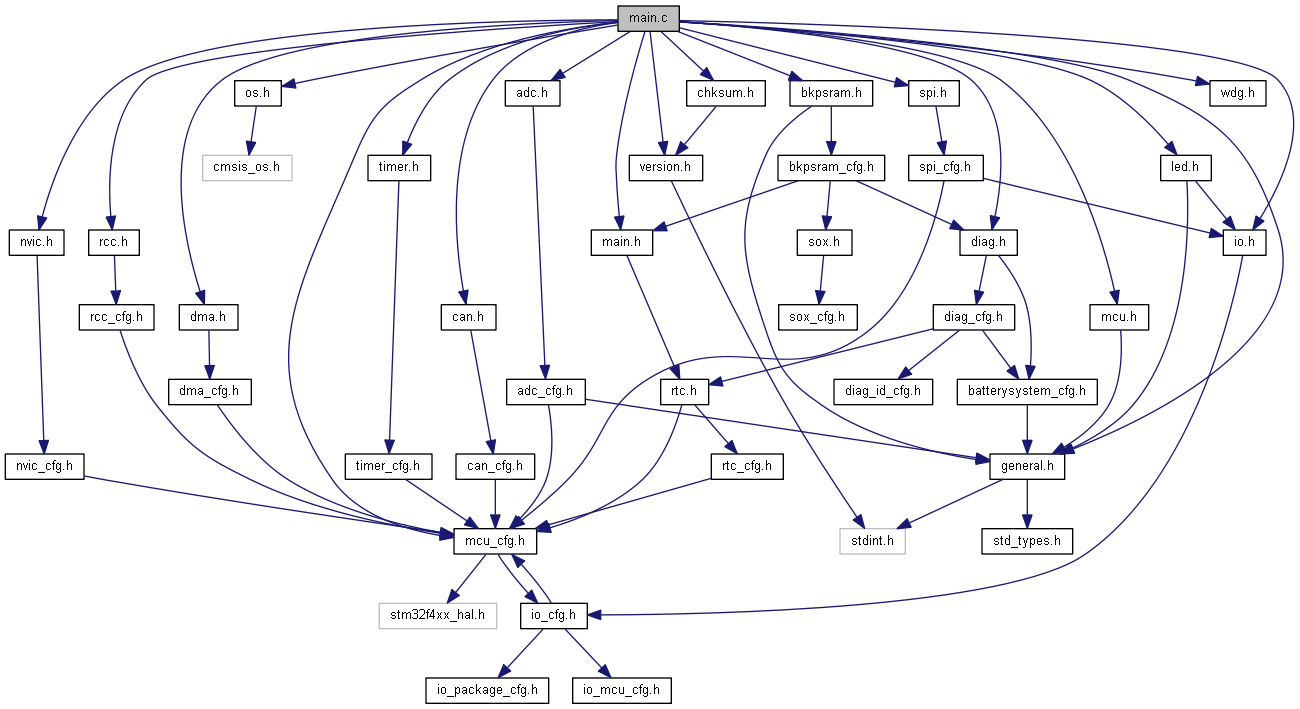 main.c
os.h
adc.h
chksum.h
bkpsram.h
spi.h
wdg.h
cmsis_os.h
timer.h
version.h
bkpsram_cfg.h
spi_cfg.h
led.h
nvic.h
rcc.h
main.h
sox.h
diag.h
io.h
rcc_cfg.h
dma.h
can.h
sox_cfg.h
diag_cfg.h
mcu.h
dma_cfg.h
adc_cfg.h
rtc.h
diag_id_cfg.h
batterysystem_cfg.h
nvic_cfg.h
timer_cfg.h
can_cfg.h
rtc_cfg.h
general.h
mcu_cfg.h
stdint.h
std_types.h
stm32f4xx_hal.h
io_cfg.h
io_package_cfg.h
io_mcu_cfg.h